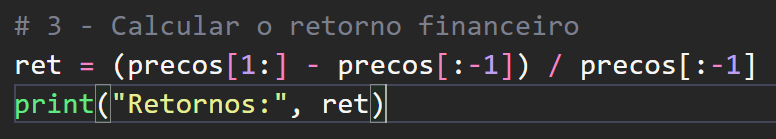 # 3 - Calcular o retorno financeiro
ret = (precos[1:] - precos[:-1]) / precos[:-1]
print("Retornos:", ret)